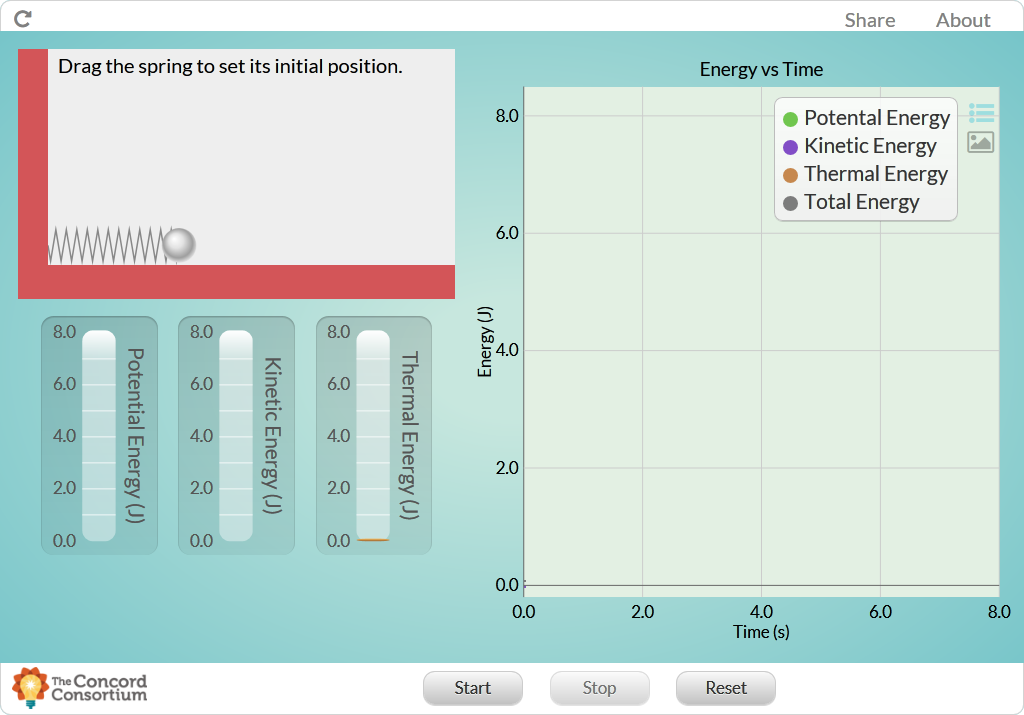 Share About
Drag the spring to set its initial position.
8.0
6.0
4.0
2.0
0.0
Potential Energy (J)
8.0
6.0
4.0
2.0
0.0
Kinetic Energy (J)
8.0
6.0
4.0
2.0
0.0
Thermal Energy (J)
Energy vs Time
Potental Energy
Kinetic Energy
Thermal Energy
Total Energy
Energy (J)
8.0
6.0
4.0
2.0
0.0
0.0 2.0 4.0 6.0 8.0
Time (s)
The Concord
Consortium
Start Stop Reset